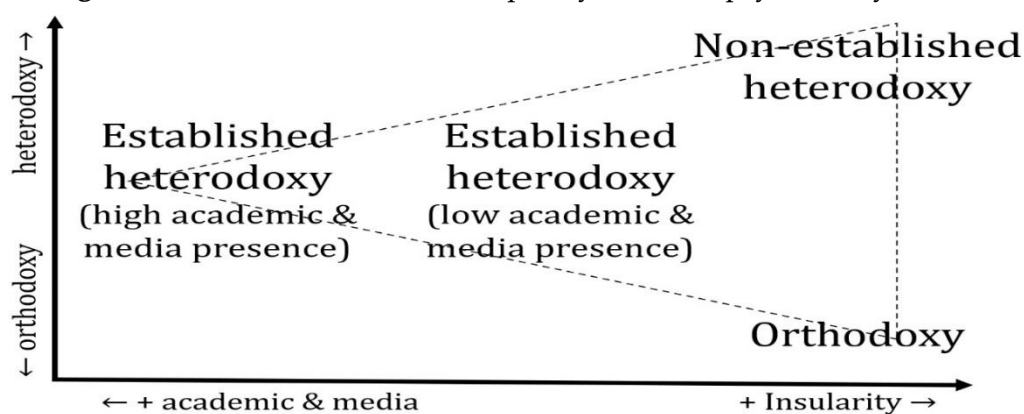 heterodoxy →
← orthodoxy
Non-established
heterodoxy
Established
heterodoxy
(high academic &
media presence)
Established
heterodoxy
(low academic &
media presence)
Orthodoxy
← + academic & media
+ Insularity →